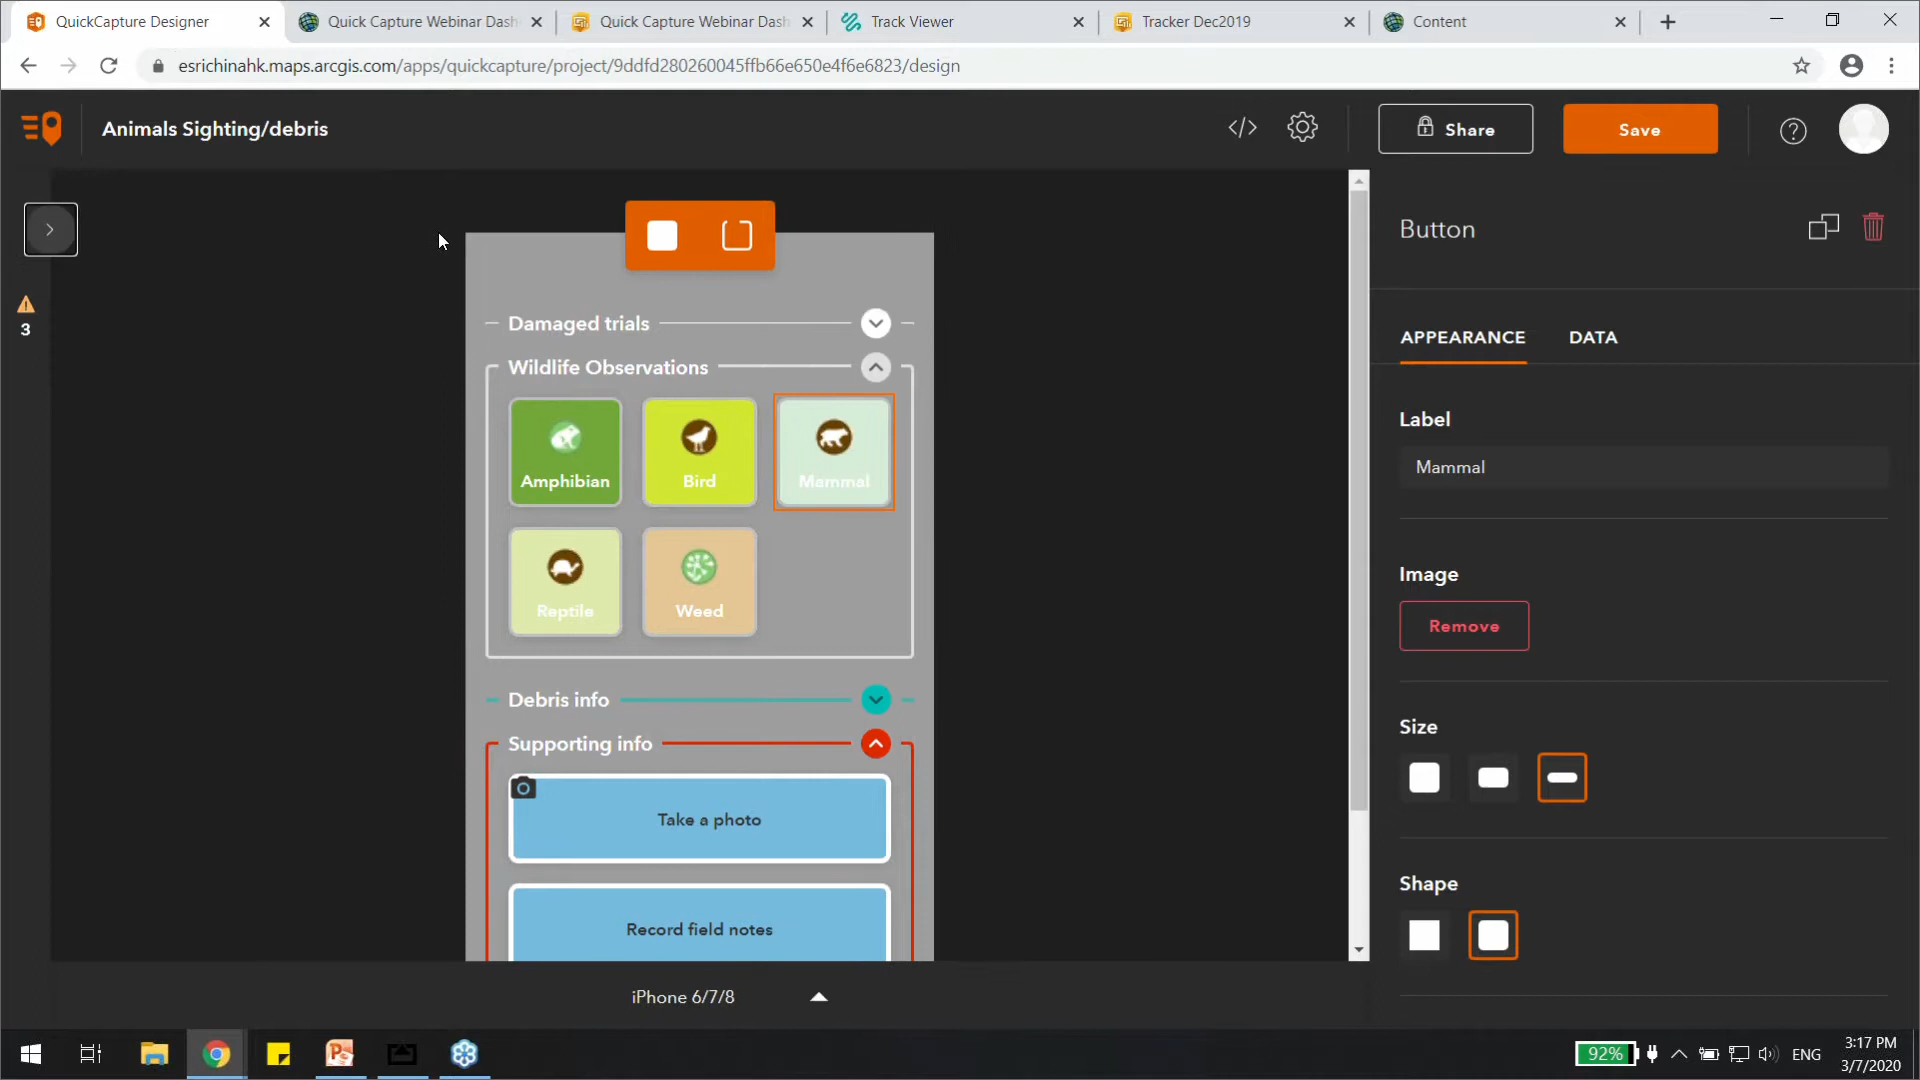 QuickCapture Designer
Quick Capture Webinar Dash
Quick Capture Webinar Dash
Track Viewer
Tracker Dec2019
Content
esrichinahk.maps.arcgis.com/apps/quickcapture/project/9ddfd280260045ffb66e650e4f6e6823/design
Animals Sighting/debris
</>
Share
Save
3
Button
APPEARANCE DATA
Damaged trials
Wildlife Observations
Amphibian
Bird
Mammal
Reptile
Weed
Debris info
Supporting info
Take a photo
Record field notes
Label
Mammal
Image
Remove
Size
Shape
iPhone 6/7/8
92%
ENG
3:17 PM
3/7/2020